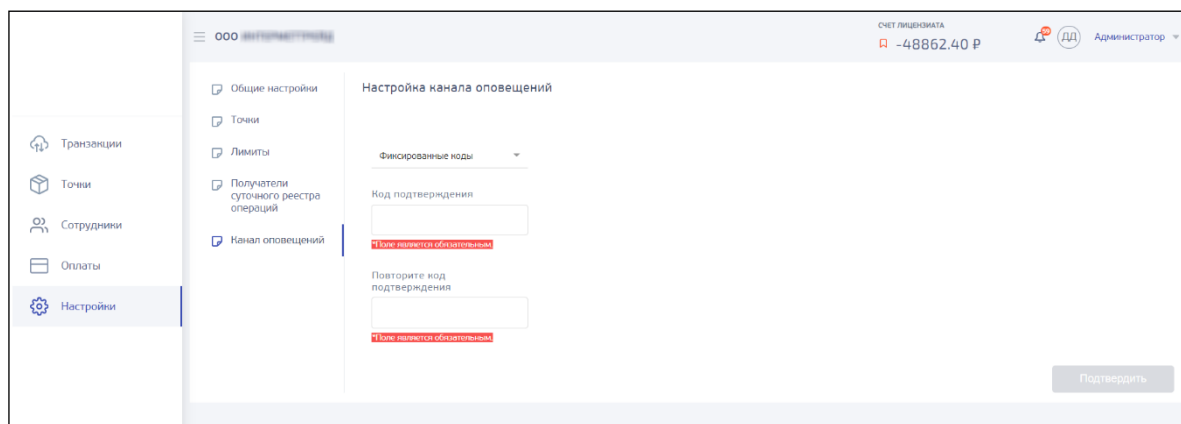 ООО
СЧЕТ ЛИЦЕНЗИАТА
-48862.40 ₽
99
ДД
Администратор
Транзакции
Точки
Сотрудники
Оплаты
Настройки
Общие настройки
Точки
Лимиты
Получатели
суточного реестра
операций
Канал оповещений
Настройка канала оповещений
Фиксированные коды
Код подтверждения
*Поле является обязательным.
Повторите код
подтверждения
*Поле является обязательным.
Подтвердить